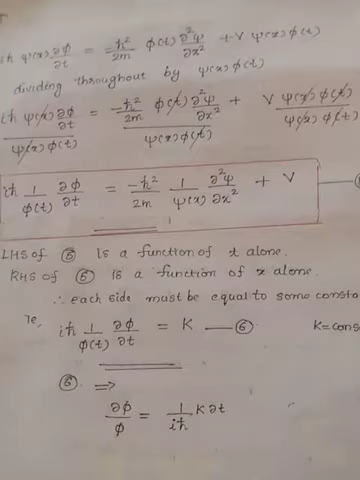 iħ ψ(x) ∂φ/∂t = -ħ²/2m φ(t) ∂²ψ/∂x² + V ψ(x) φ(t)
dividing throughout by ψ(x) φ(t)
iħ ψ(x) ∂φ/∂t / ψ(x) φ(t) = -ħ²/2m φ(t) ∂²ψ/∂x² / ψ(x) φ(t) + V ψ(x) φ(t) / ψ(x) φ(t)
iħ 1/φ(t) ∂φ/∂t = -ħ²/2m 1/ψ(x) ∂²ψ/∂x² + V —
LHS of ⑤ is a function of t alone.
RHS of ⑤ is a function of x alone.
∴ each side must be equal to some consta
ie, iħ 1/φ(t) ∂φ/∂t = K — ⑥ K=cons
⑥ ⟹
∂φ/φ = 1/iħ K ∂t